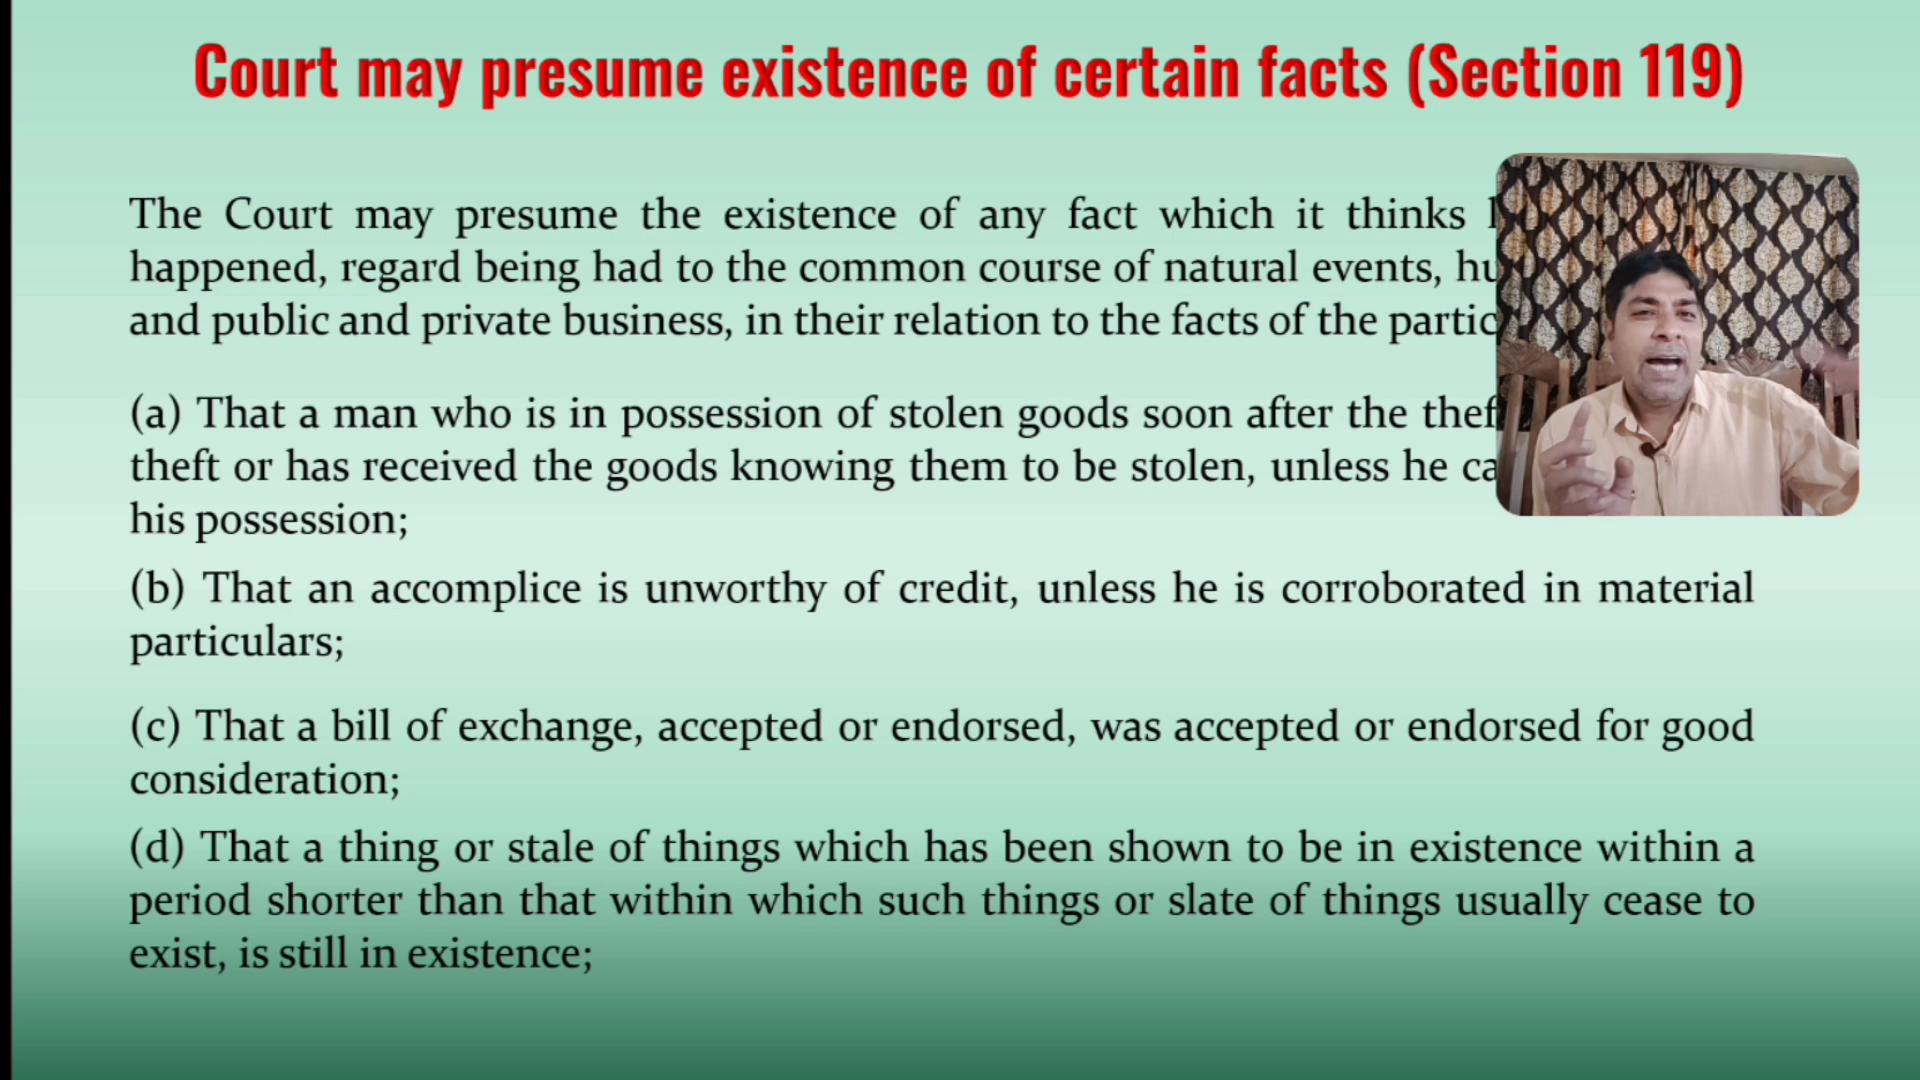 Court may presume existence of certain facts (Section 119)
The Court may presume the existence of any fact which it thinks
happened, regard being had to the common course of natural events,
and public and private business, in their relation to the facts of the
(a) That a man who is in possession of stolen goods soon after the
theft or has received the goods knowing them to be stolen, unless he
his possession;
(b) That an accomplice is unworthy of credit, unless he is corroborated in material
particulars;
(c) That a bill of exchange, accepted or endorsed, was accepted or endorsed for good
consideration;
(d) That a thing or stale of things which has been shown to be in existence within a
period shorter than that within which such things or slate of things usually cease to
exist, is still in existence;